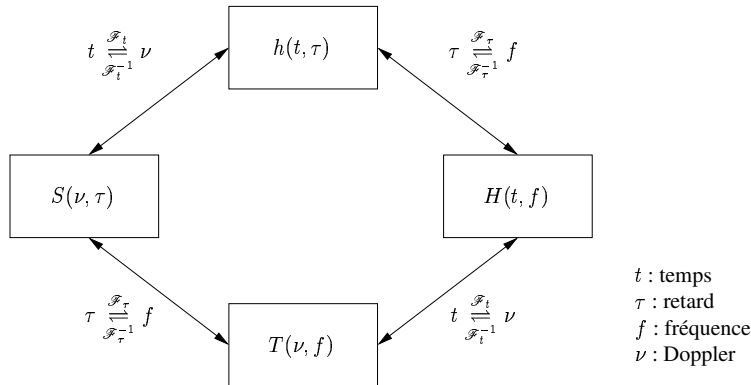 h(t, τ)
t ℱ_t ⇌ ℱ_t^{-1} ν
τ ℱ_τ ⇌ ℱ_τ^{-1} f
S(ν, τ)
H(t, f)
τ ℱ_τ ⇌ ℱ_τ^{-1} f
t ℱ_t ⇌ ℱ_t^{-1} ν
T(ν, f)
t : temps
τ : retard
f : fréquence
ν : Doppler